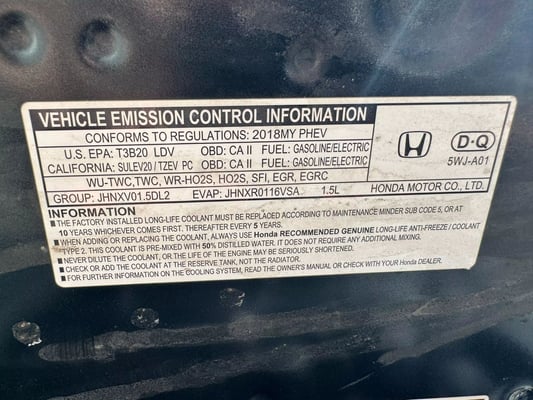 VEHICLE EMISSION CONTROL INFORMATION
CONFORMS TO REGULATIONS: 2018MY PHEV
U.S. EPA: T3B20 LDV OBD: CA II FUEL: GASOLINE/ELECTRIC
CALIFORNIA: SULEV20 / TZEV PC OBD: CA II FUEL: GASOLINE/ELECTRIC
WU-TWC,TWC, WR-HO2S, HO2S, SFI, EGR, EGRC
GROUP: JHNXV01.5DL2 EVAP: JHNXR0116VSA 1.5L
D-Q
5WJ-A01
HONDA MOTOR CO., LTD.
INFORMATION
■ THE FACTORY INSTALLED LONG-LIFE COOLANT MUST BE REPLACED ACCORDING TO MAINTENANCE MINDER SUB CODE 5, OR AT
10 YEARS WHICHEVER COMES FIRST. THEREAFTER EVERY 5 YEARS.
■ WHEN ADDING OR REPLACING THE COOLANT, ALWAYS USE Honda RECOMMENDED GENUINE LONG-LIFE ANTI-FREEZE / COOLANT
TYPE 2. THIS COOLANT IS PRE-MIXED WITH 50% DISTILLED WATER. IT DOES NOT REQUIRE ANY ADDITIONAL MIXING.
■ NEVER DILUTE THE COOLANT, OR THE LIFE OF THE ENGINE MAY BE SERIOUSLY SHORTENED.
■ CHECK OR ADD THE COOLANT AT THE RESERVE TANK, NOT THE RADIATOR.
■ FOR FURTHER INFORMATION ON THE COOLING SYSTEM, READ THE OWNER'S MANUAL OR CHECK WITH YOUR Honda DEALER.